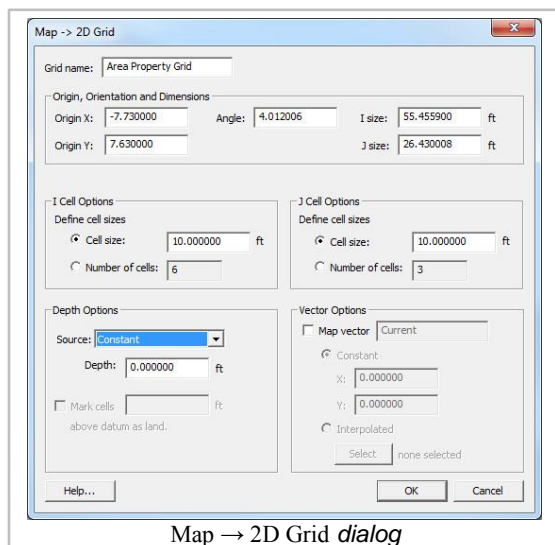 Map -> 2D Grid
Grid name: Area Property Grid
Origin, Orientation and Dimensions
Origin X: -7.730000 Angle: 4.012006 I size: 55.455900 ft
Origin Y: 7.630000 J size: 26.430008 ft
I Cell Options
Define cell sizes
Cell size: 10.000000 ft
Number of cells: 6
J Cell Options
Define cell sizes
Cell size: 10.000000 ft
Number of cells: 3
Depth Options
Source: Constant
Depth: 0.000000 ft
Mark cells ft
above datum as land.
Vector Options
Map vector Current
Constant
X: 0.000000
Y: 0.000000
Interpolated
Select none selected
Help... OK Cancel
Map → 2D Grid dialog